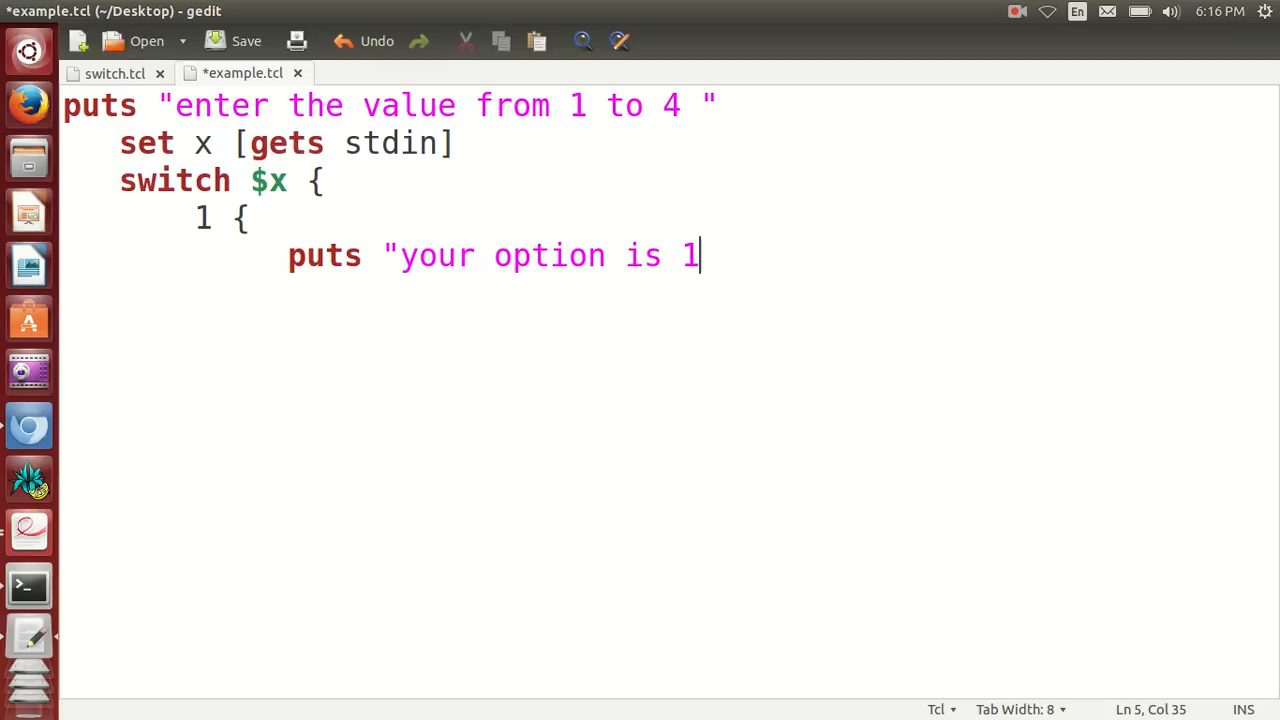 *example.tcl (~/Desktop) - gedit
En
6:16 PM
Open
Save
Undo
switch.tcl
*example.tcl
puts "enter the value from 1 to 4 "
set x [gets stdin]
switch $x {
1 {
puts "your option is 1
Tcl
Tab Width: 8
Ln 5, Col 35
INS